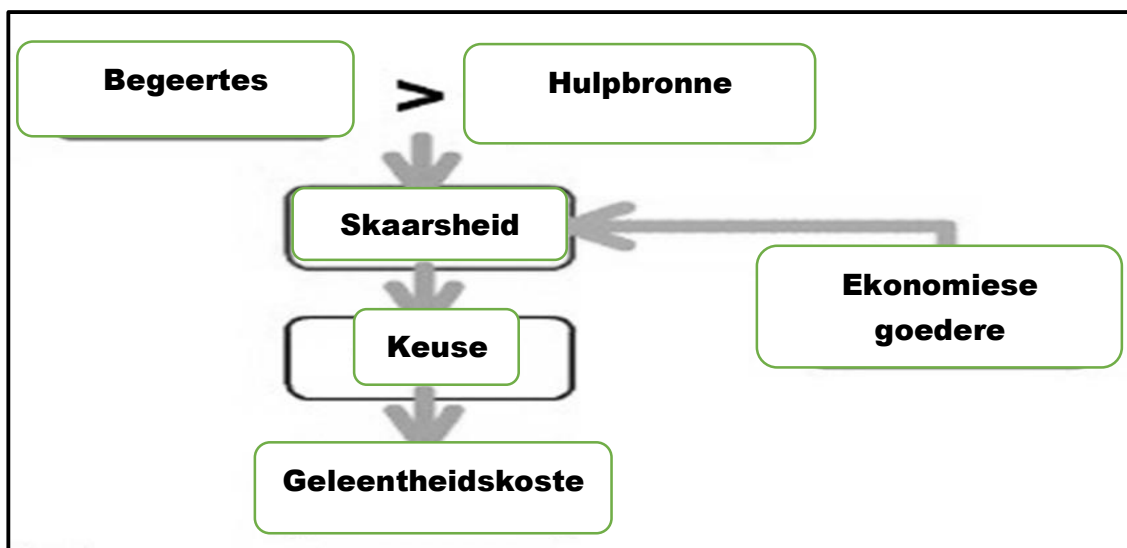 Begeertes
>
Hulpbronne
Skaarsheid
Ekonomiese
goedere
Keuse
Geleentheidskoste